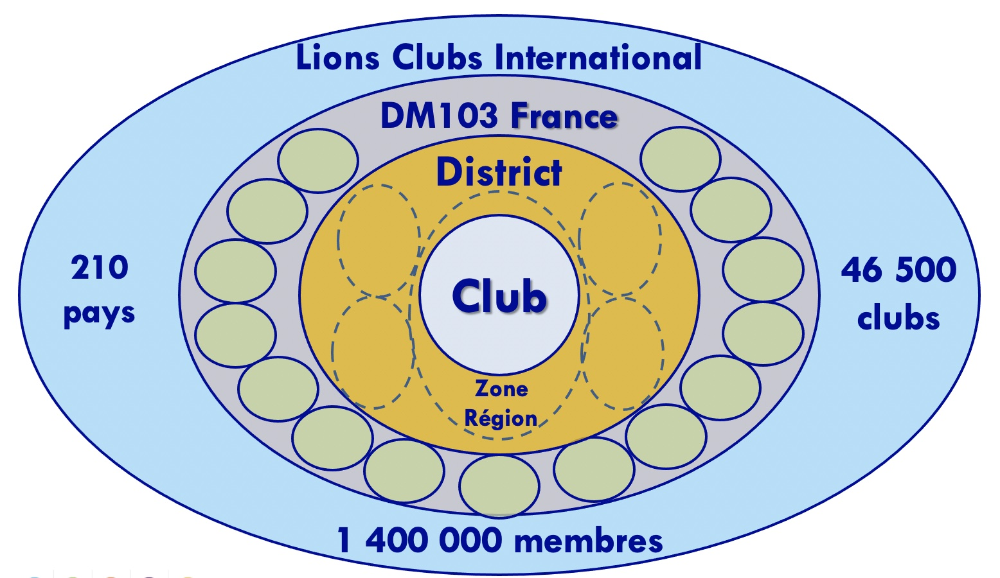 Lions Clubs International
DM103 France
District
210
pays
Club
46 500
clubs
Zone
Région
1 400 000 membres